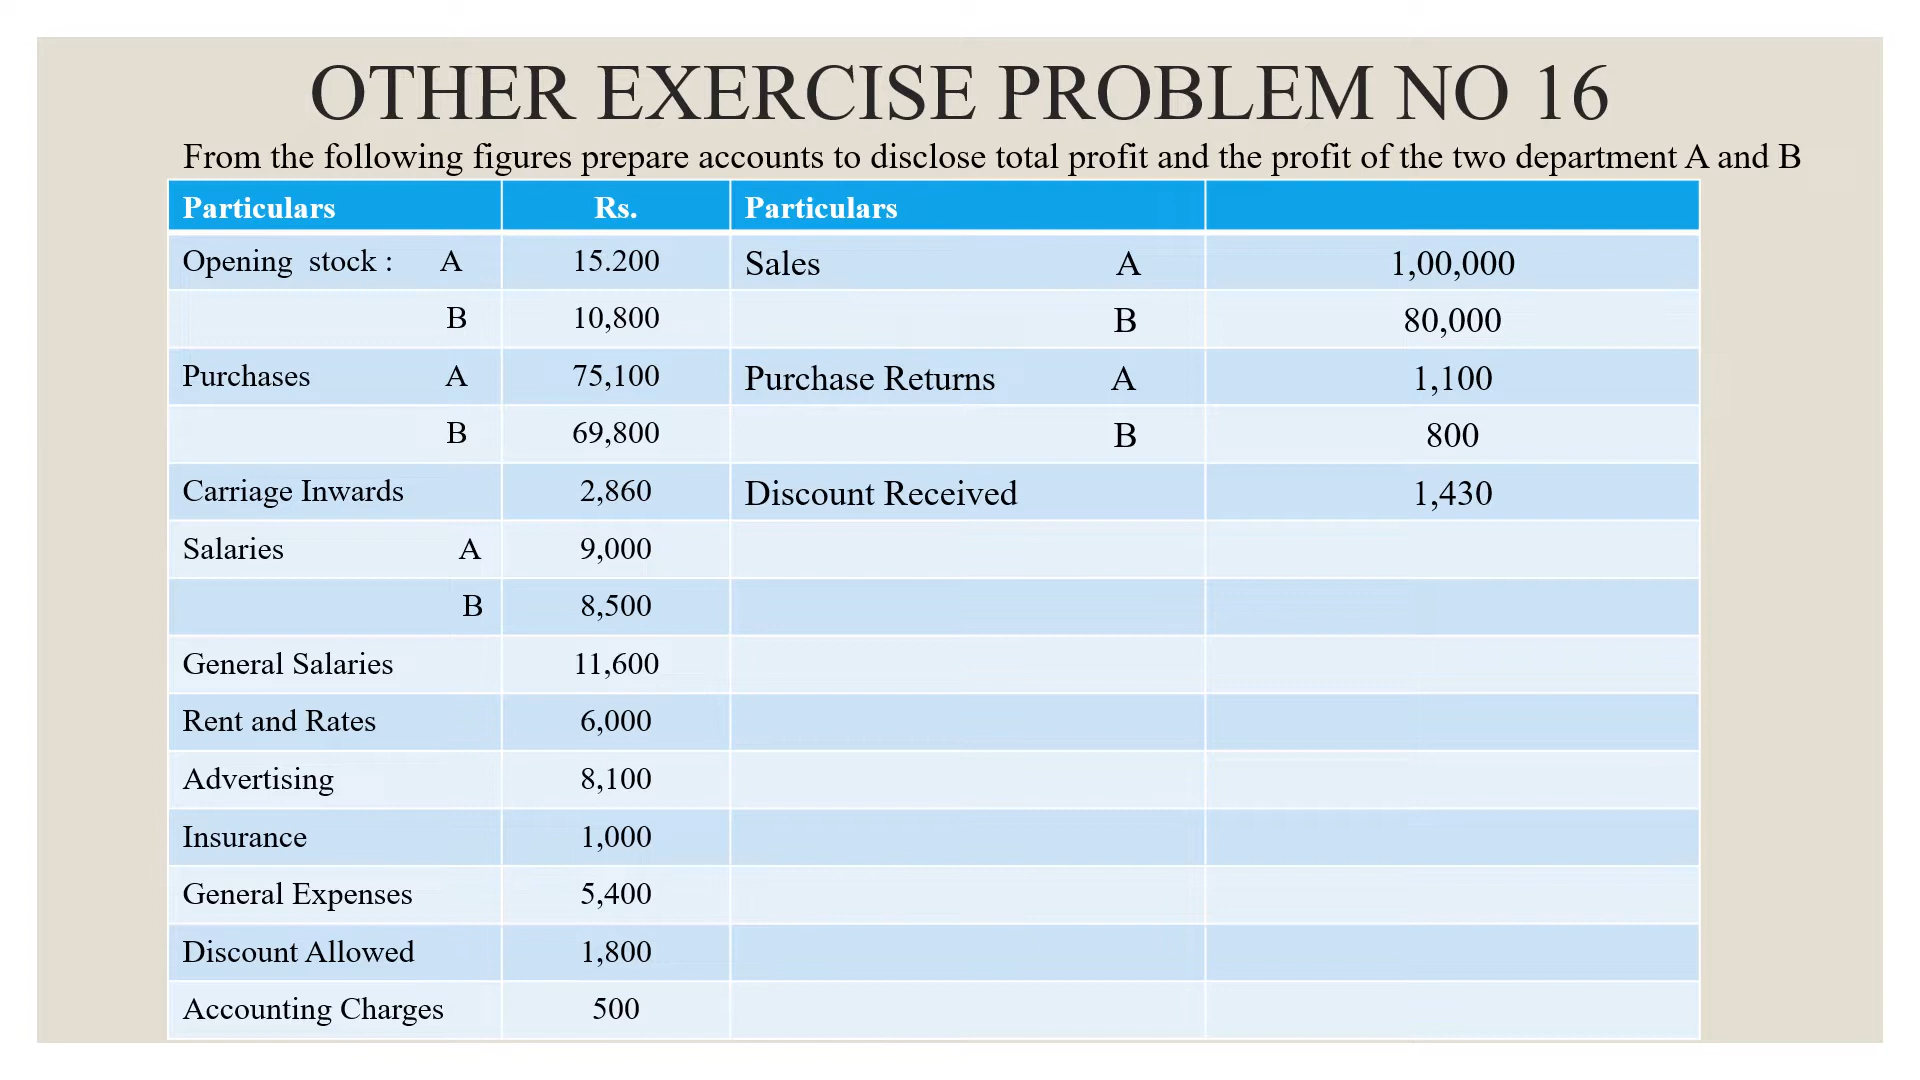 OTHER EXERCISE PROBLEM NO 16
From the following figures prepare accounts to disclose total profit and the profit of the two department A and B
Particulars Rs. Particulars
Opening stock : A 15.200 Sales A 1,00,000
B 10,800 B 80,000
Purchases A 75,100 Purchase Returns A 1,100
B 69,800 B 800
Carriage Inwards 2,860 Discount Received 1,430
Salaries A 9,000
B 8,500
General Salaries 11,600
Rent and Rates 6,000
Advertising 8,100
Insurance 1,000
General Expenses 5,400
Discount Allowed 1,800
Accounting Charges 500